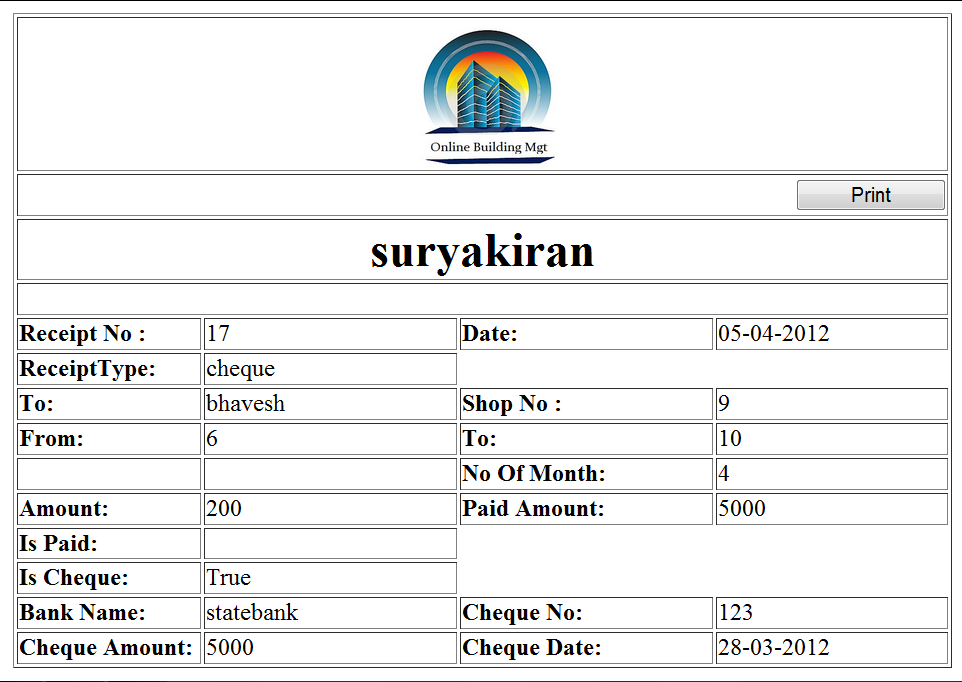 Online Building Mgt
Print
suryakiran
Receipt No : 17 Date: 05-04-2012
ReceiptType: cheque
To: bhavesh Shop No : 9
From: 6 To: 10
No Of Month: 4
Amount: 200 Paid Amount: 5000
Is Paid:
Is Cheque: True
Bank Name: statebank Cheque No: 123
Cheque Amount: 5000 Cheque Date: 28-03-2012